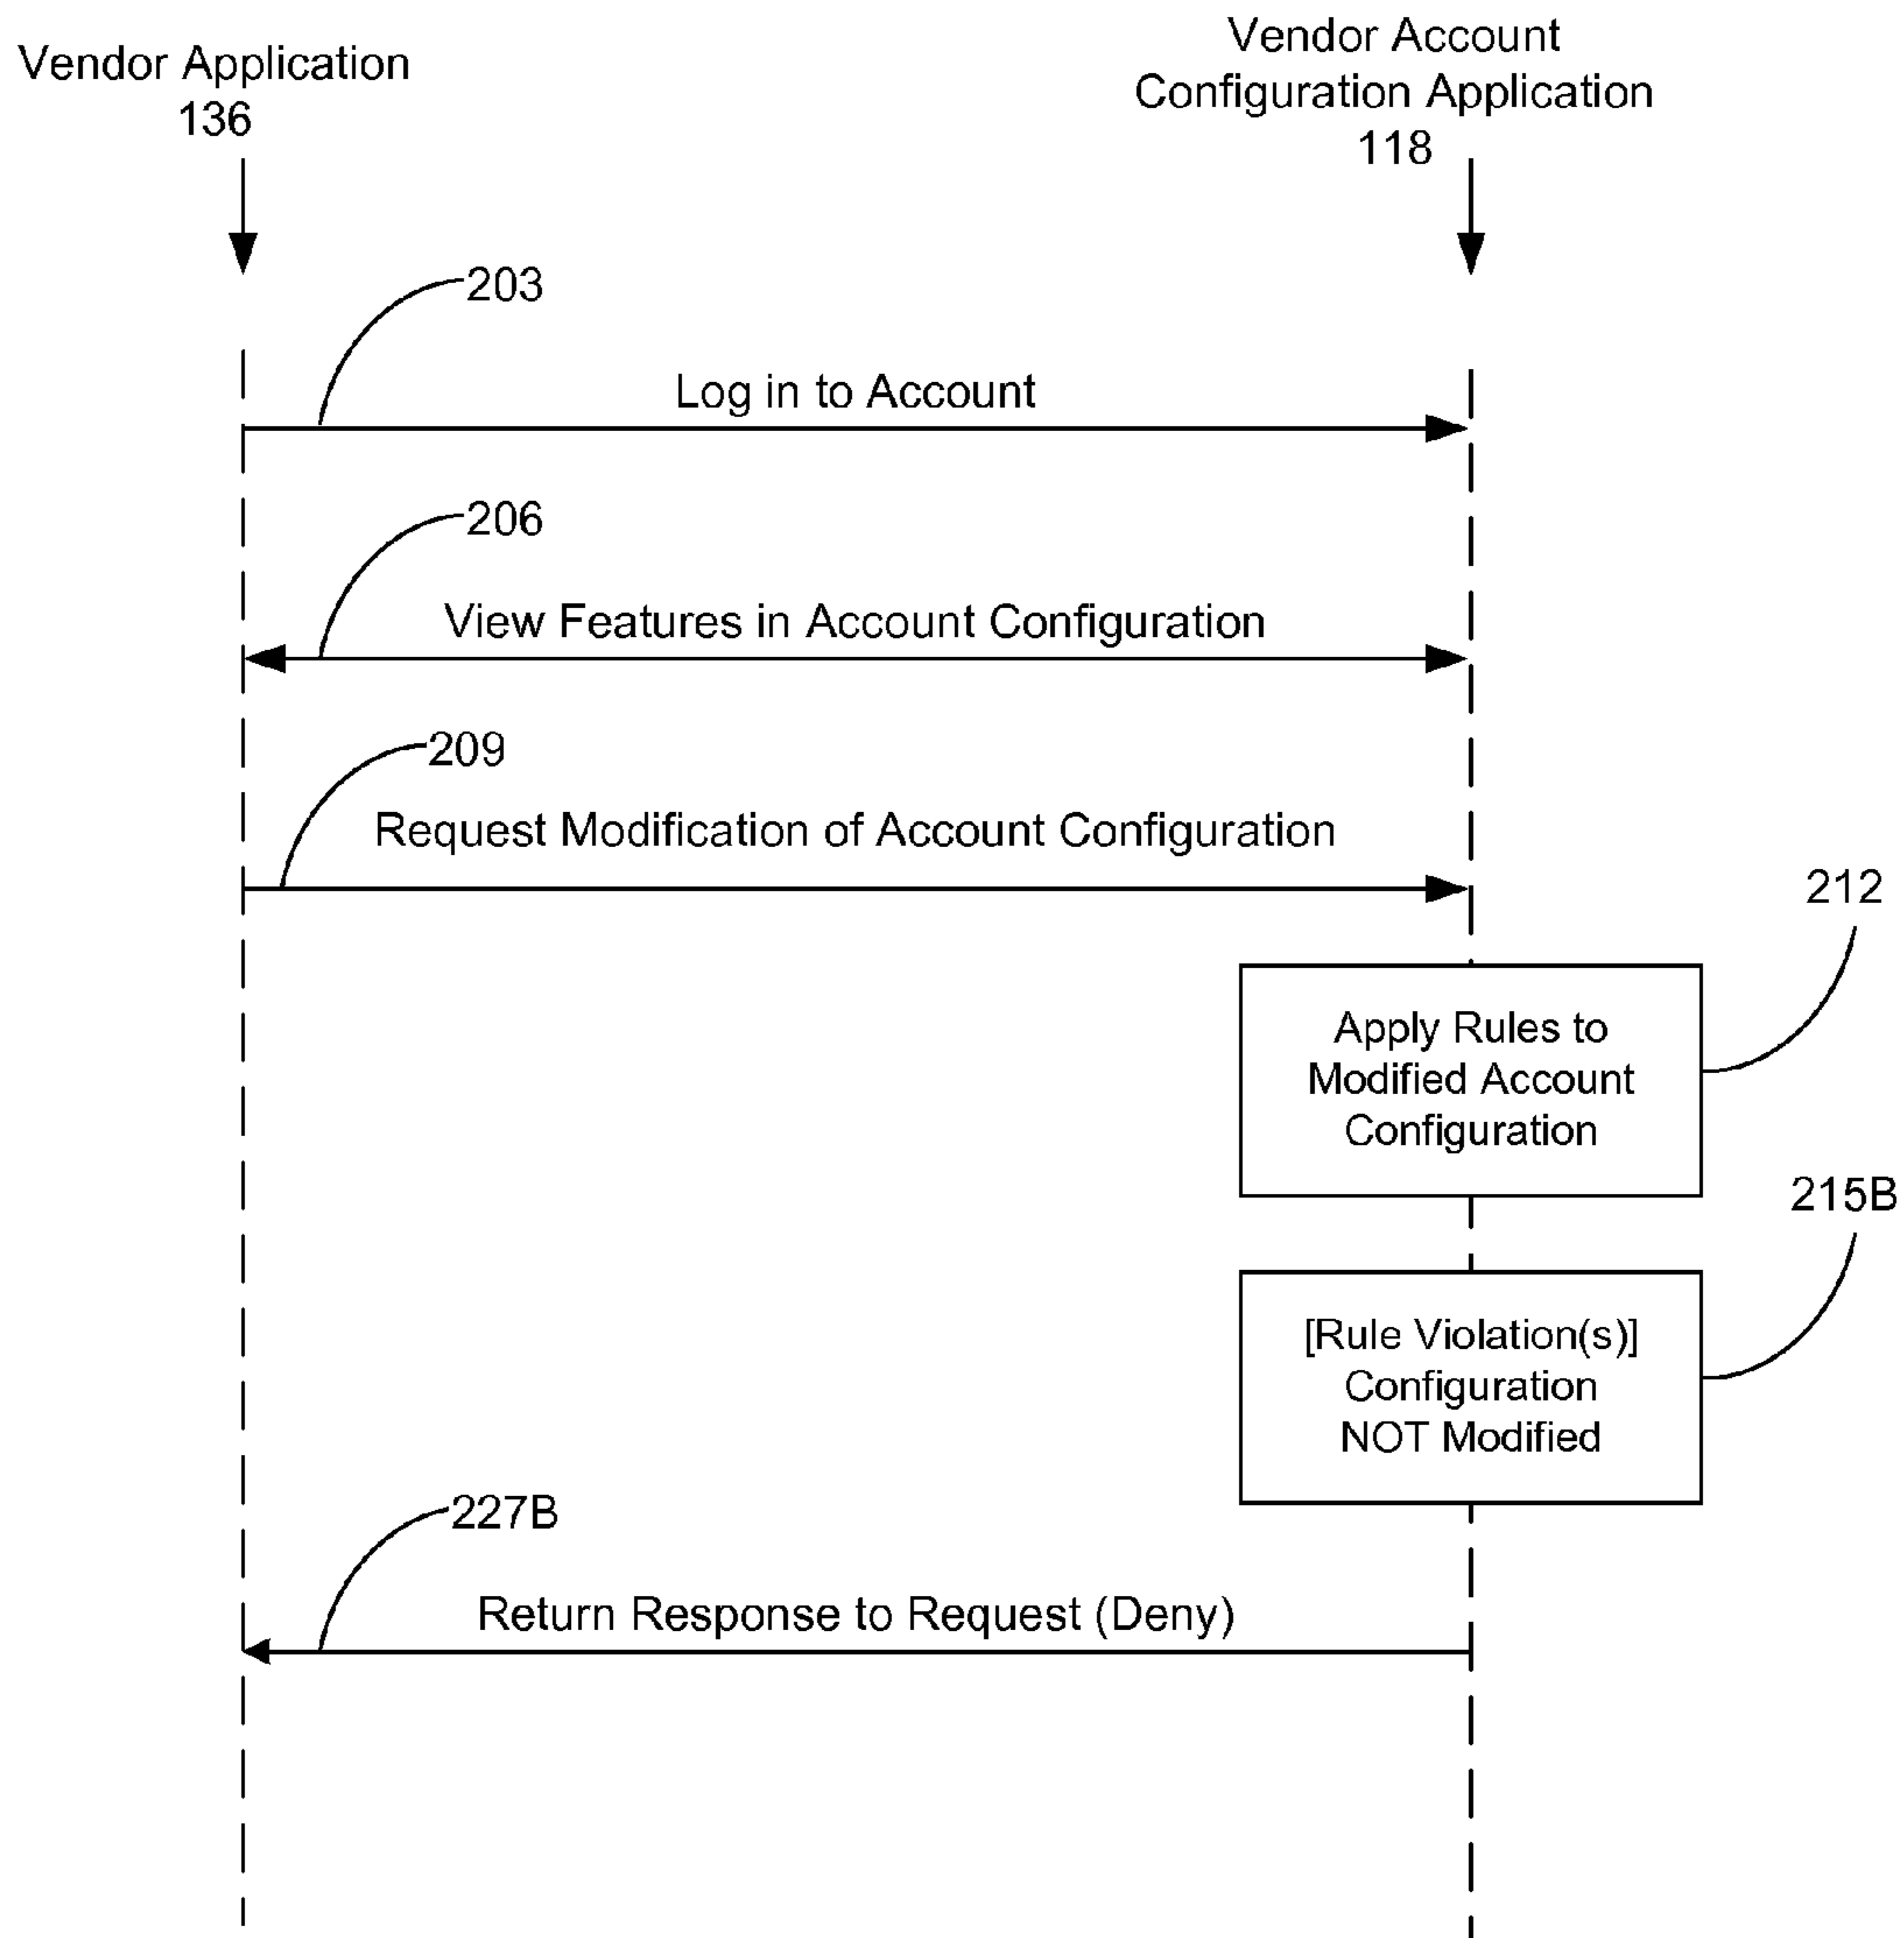 Vendor Application
136
Vendor Account
Configuration Application
118
203
Log in to Account
206
View Features in Account Configuration
209
Request Modification of Account Configuration
212
Apply Rules to
Modified Account
Configuration
215B
[Rule Violation(s)]
Configuration
NOT Modified
227B
Return Response to Request (Deny)